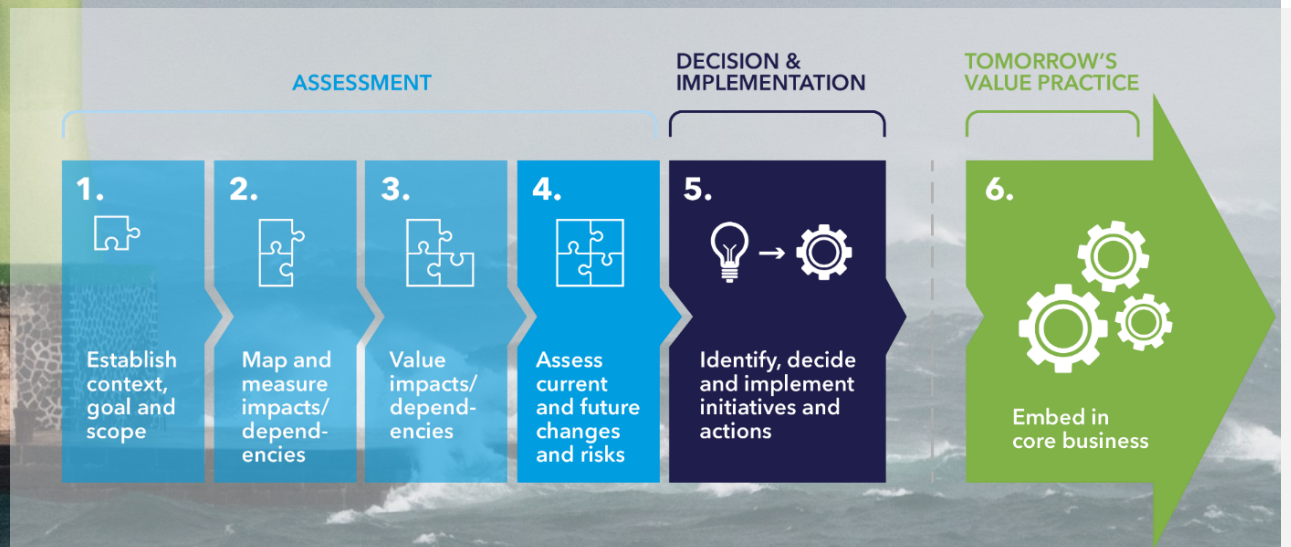 ASSESSMENT
DECISION &
IMPLEMENTATION
TOMORROW'S
VALUE PRACTICE
1.
Establish
context,
goal and
scope
2.
Map and
measure
impacts/
depend-
encies
3.
Value
impacts/
depend-
encies
4.
Assess
current
and future
changes
and risks
5.
Identify, decide
and implement
initiatives and
actions
6.
Embed in
core business